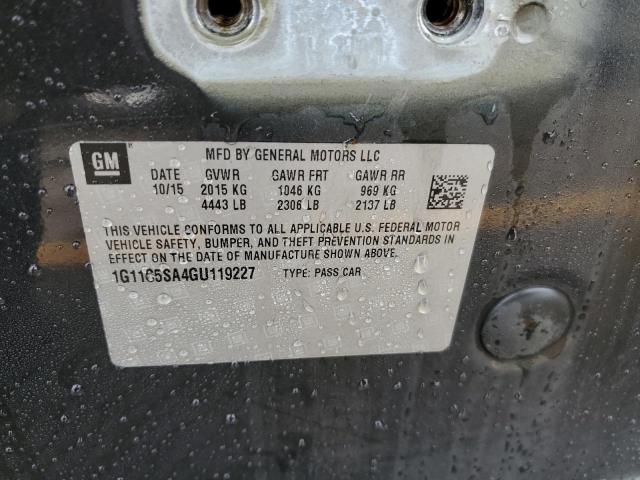 GM
MFD BY GENERAL MOTORS LLC
DATE GVWR GAWR FRT GAWR RR
10/15 2015 KG 1046 KG 969 KG
4443 LB 2306 LB 2137 LB
THIS VEHICLE CONFORMS TO ALL APPLICABLE U.S. FEDERAL MOTOR
VEHICLE SAFETY, BUMPER, AND THEFT PREVENTION STANDARDS IN
EFFECT ON THE DATE OF MANUFACTURE SHOWN ABOVE.
1G11C5SA4GU119227 TYPE: PASS CAR